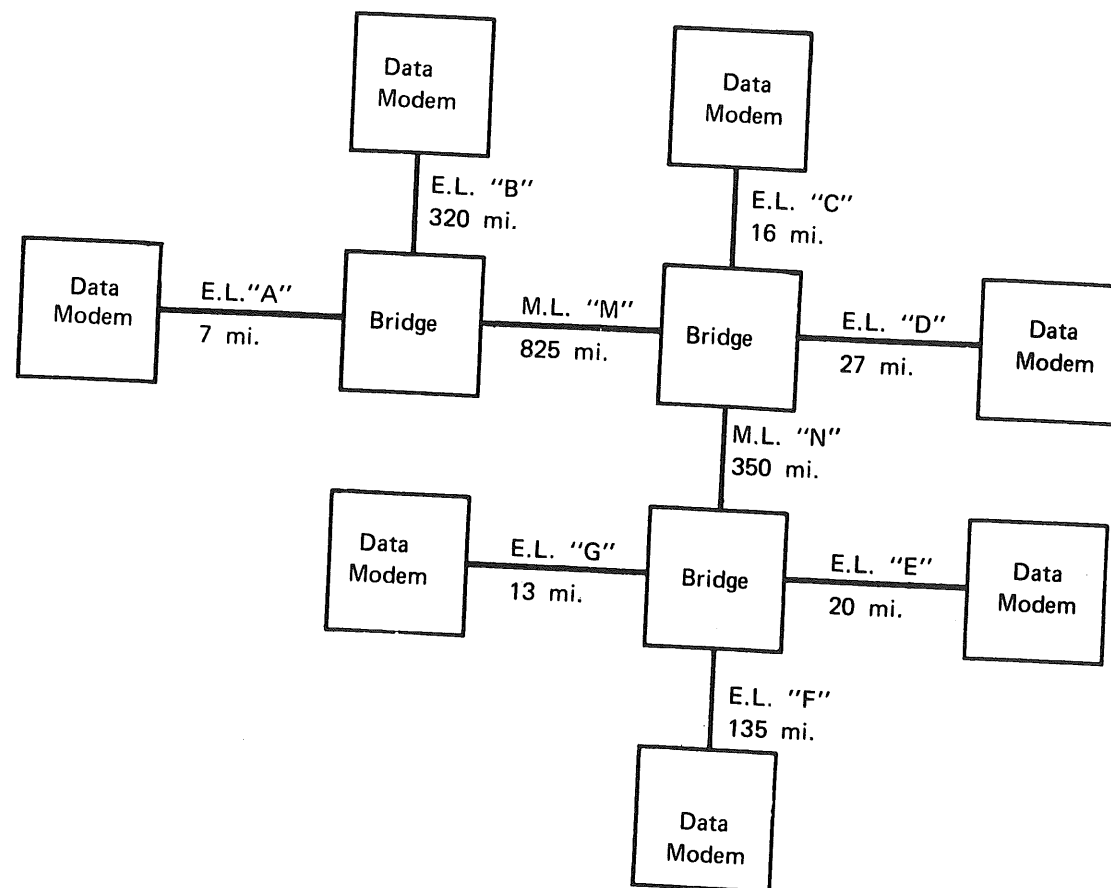 Data
Modem
Data
Modem
E.L. "B"
320 mi.
E.L. "C"
16 mi.
Data
Modem
E.L."A"
7 mi.
Bridge
M.L. "M"
825 mi.
Bridge
E.L. "D"
27 mi.
Data
Modem
M.L. "N"
350 mi.
Data
Modem
E.L. "G"
13 mi.
Bridge
E.L. "E"
20 mi.
Data
Modem
E.L. "F"
135 mi.
Data
Modem